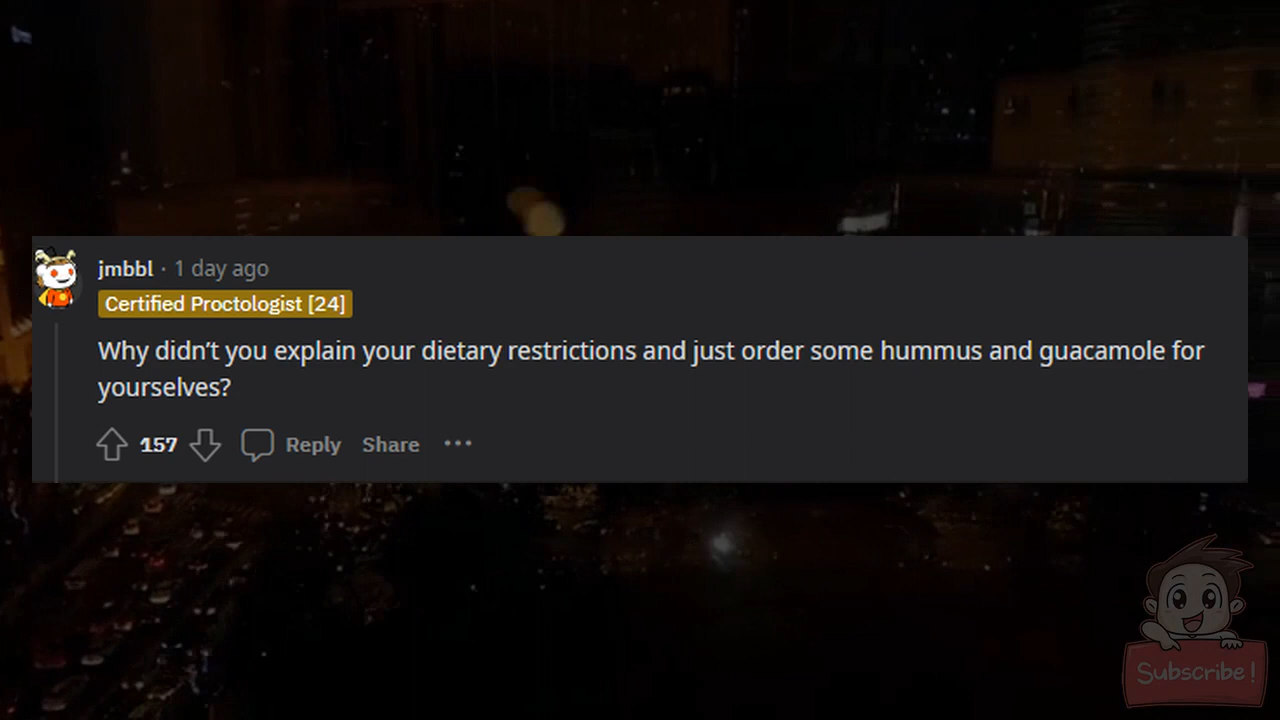 jmbbl · 1 day ago
Certified Proctologist [24]
Why didn't you explain your dietary restrictions and just order some hummus and guacamole for
yourselves?
157 Reply Share ···
Subscribe!